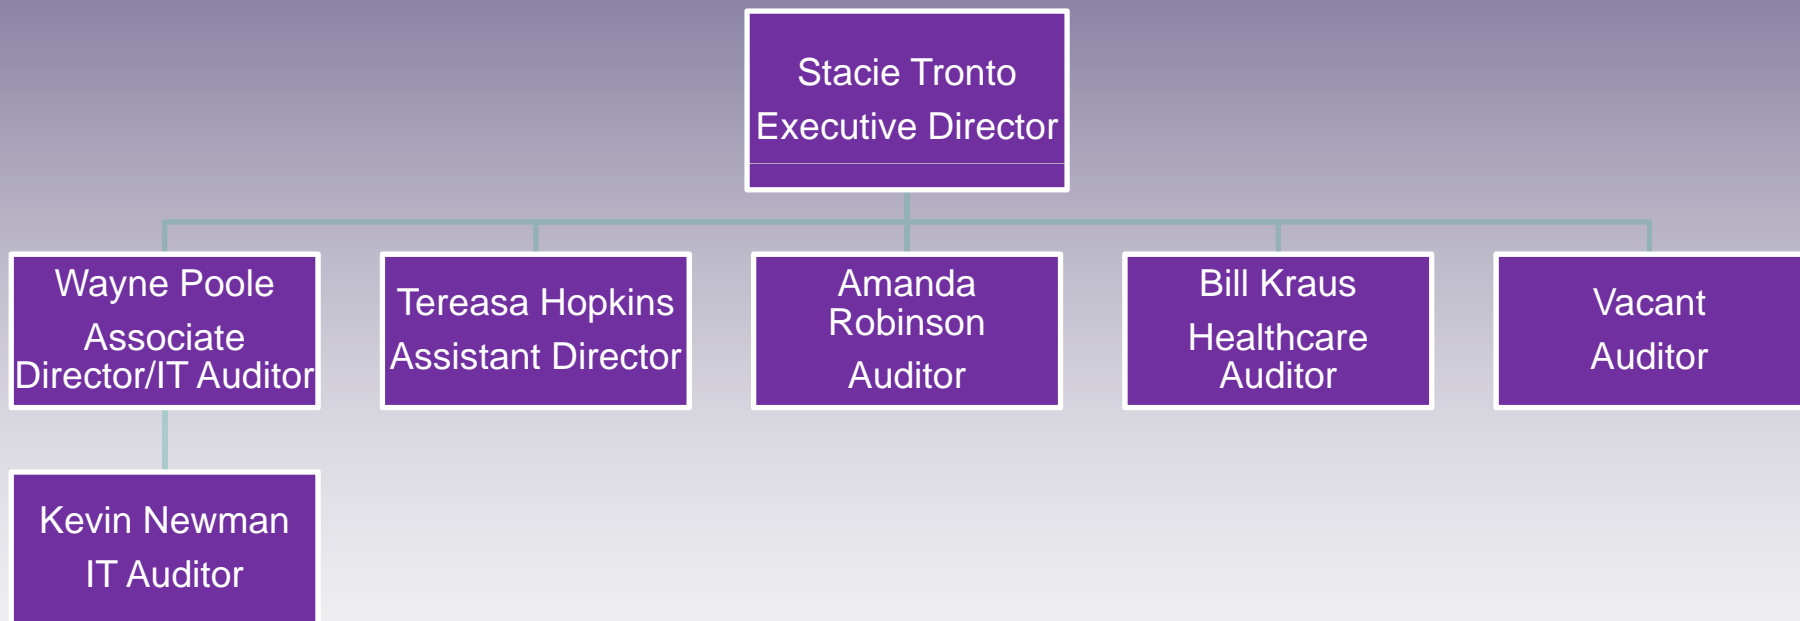 Stacie Tronto
Executive Director
Wayne Poole
Associate
Director/IT Auditor
Tereasa Hopkins
Assistant Director
Amanda
Robinson
Auditor
Bill Kraus
Healthcare
Auditor
Vacant
Auditor
Kevin Newman
IT Auditor